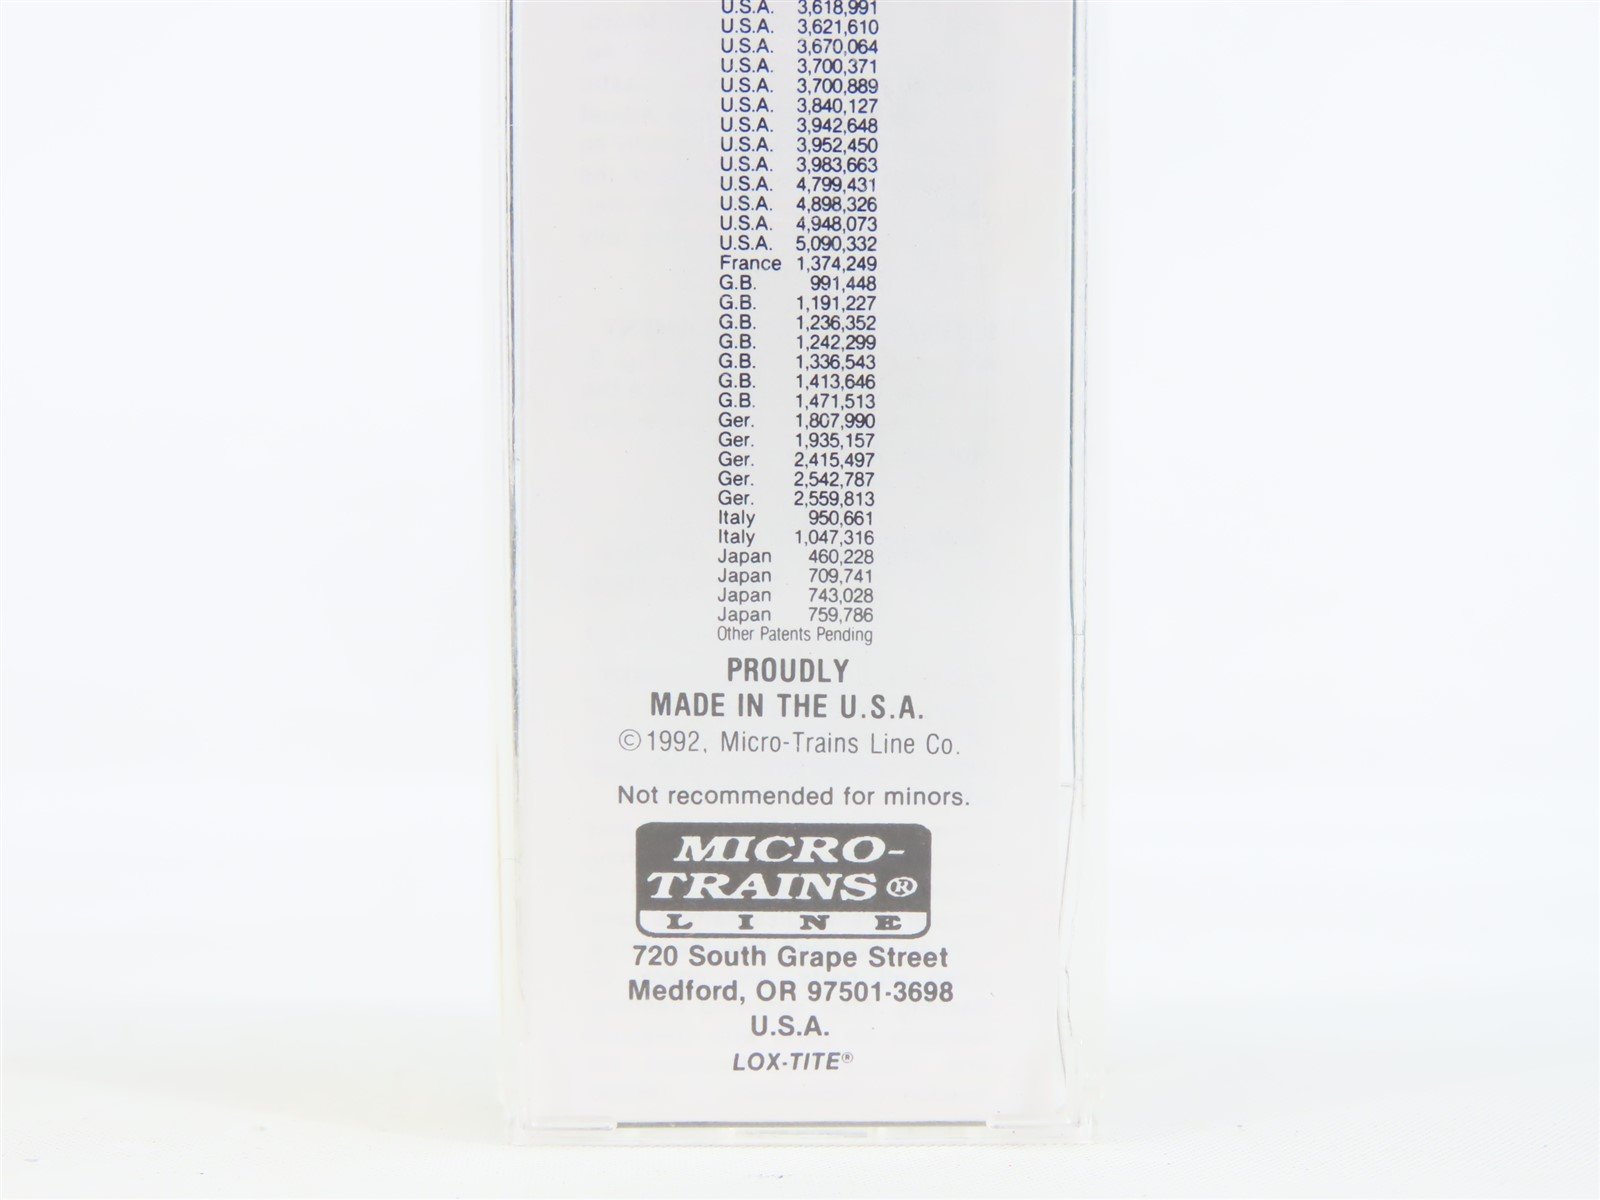 U.S.A. 3,618,991
U.S.A. 3,621,610
U.S.A. 3,670,064
U.S.A. 3,700,371
U.S.A. 3,700,889
U.S.A. 3,840,127
U.S.A. 3,942,648
U.S.A. 3,952,450
U.S.A. 3,983,663
U.S.A. 4,799,431
U.S.A. 4,898,326
U.S.A. 4,948,073
U.S.A. 5,090,332
France 1,374,249
G.B. 991,448
G.B. 1,191,227
G.B. 1,236,352
G.B. 1,242,299
G.B. 1,336,543
G.B. 1,413,646
G.B. 1,471,513
Ger. 1,807,990
Ger. 1,935,157
Ger. 2,415,497
Ger. 2,542,787
Ger. 2,559,813
Italy 950,661
Italy 1,047,316
Japan 460,228
Japan 709,741
Japan 743,028
Japan 759,786
Other Patents Pending
PROUDLY
MADE IN THE U.S.A.
©1992, Micro-Trains Line Co.
Not recommended for minors.
MICRO-
TRAINS®
LINE
720 South Grape Street
Medford, OR 97501-3698
U.S.A.
LOX-TITE®